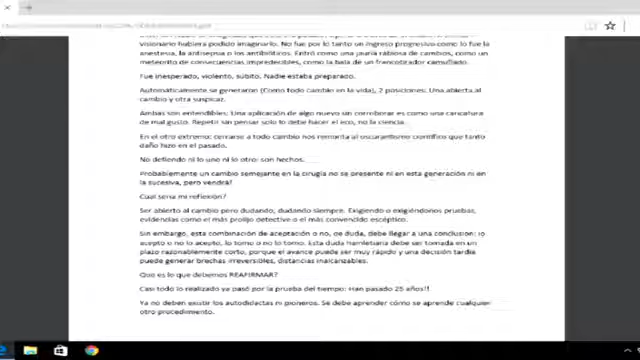 visionario hubiera podido imaginarlo. No fue por lo tanto un ingreso progresivo como lo fue la
anestesia, la antisepsia o los antibióticos. Entró como una jauría rabiosa de cambios, como un
meteorito de consecuencias impredecibles, como la bala de un francotirador camuflado.
Fue inesperado, violento, súbito. Nadie estaba preparado.
Automáticamente se generaron (Como todo cambio en la vida), 2 posiciones: Una abierta al
cambio y otra suspicaz.
Ambas son entendibles: Una aplicación de algo nuevo sin corroborar es como una caricatura
de mal gusto. Repetir sin pensar solo lo debe hacer el eco, no la ciencia.
En el otro extremo: cerrarse a todo cambio nos remonta al oscurantismo científico que tanto
daño hizo en el pasado.
No defiendo ni lo uno ni lo otro: son hechos.
Probablemente un cambio semejante en la cirugía no se presente ni en esta generación ni en
la sucesiva, pero vendrá!
Cual seria mi reflexión?
Ser abierto al cambio pero dudando, dudando siempre. Exigiendo o exigiéndonos pruebas,
evidencias como el más prolijo detective o el más convencido escéptico.
Sin embargo, esta combinación de aceptación o no, de duda, debe llegar a una conclusión: lo
acepto o no lo acepto, lo tomo o no lo tomo. Esta duda Hamletiana debe ser tomada en un
plazo razonablemente corto, porque el avance puede ser muy rápido y una decisión tardía
puede generar brechas irreversibles, distancias inalcanzables.
Que es lo que debemos REAFIRMAR?
Casi todo lo realizado ya pasó por la prueba del tiempo: Han pasado 25 años!!
Ya no deben existir los autodidactas ni pioneros. Se debe aprender cómo se aprende cualquier
otro procedimiento.